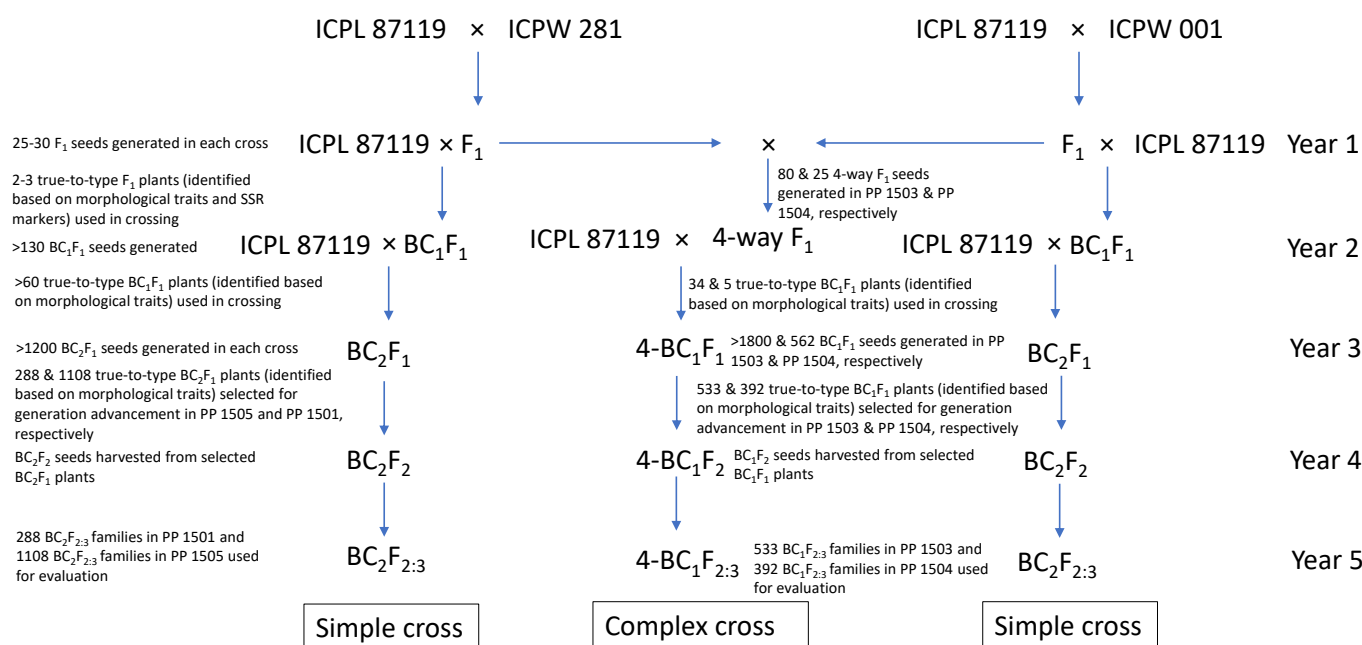 ICPL 87119 × ICPW 281
ICPL 87119 × ICPW 001
25-30 F₁ seeds generated in each cross
ICPL 87119 × F₁
×
F₁ × ICPL 87119
Year 1
2-3 true-to-type F₁ plants (identified
based on morphological traits and SSR
markers) used in crossing
80 & 25 4-way F₁ seeds
generated in PP 1503 & PP
1504, respectively
>130 BC₁F₁ seeds generated
ICPL 87119 × BC₁F₁
ICPL 87119 × 4-way F₁
ICPL 87119 × BC₁F₁
Year 2
>60 true-to-type BC₁F₁ plants (identified based
on morphological traits) used in crossing
34 & 5 true-to-type BC₁F₁ plants (identified
based on morphological traits) used in crossing
>1200 BC₂F₁ seeds generated in each cross
BC₂F₁
4-BC₁F₁
>1800 & 562 BC₁F₁ seeds generated in PP
1503 & PP 1504, respectively
BC₂F₁
Year 3
288 & 1108 true-to-type BC₂F₁ plants (identified
based on morphological traits) selected for
generation advancement in PP 1505 and PP 1501,
respectively
533 & 392 true-to-type BC₁F₁ plants (identified based
on morphological traits) selected for generation
advancement in PP 1503 & PP 1504, respectively
BC₂F₂ seeds harvested from selected
BC₂F₁ plants
BC₂F₂
4-BC₁F₂
BC₁F₂ seeds harvested from selected
BC₁F₁ plants
BC₂F₂
Year 4
288 BC₂F₂:₃ families in PP 1501 and
1108 BC₂F₂:₃ families in PP 1505 used
for evaluation
BC₂F₂:₃
4-BC₁F₂:₃
533 BC₁F₂:₃ families in PP 1503 and
392 BC₁F₂:₃ families in PP 1504 used
for evaluation
BC₂F₂:₃
Year 5
Simple cross
Complex cross
Simple cross